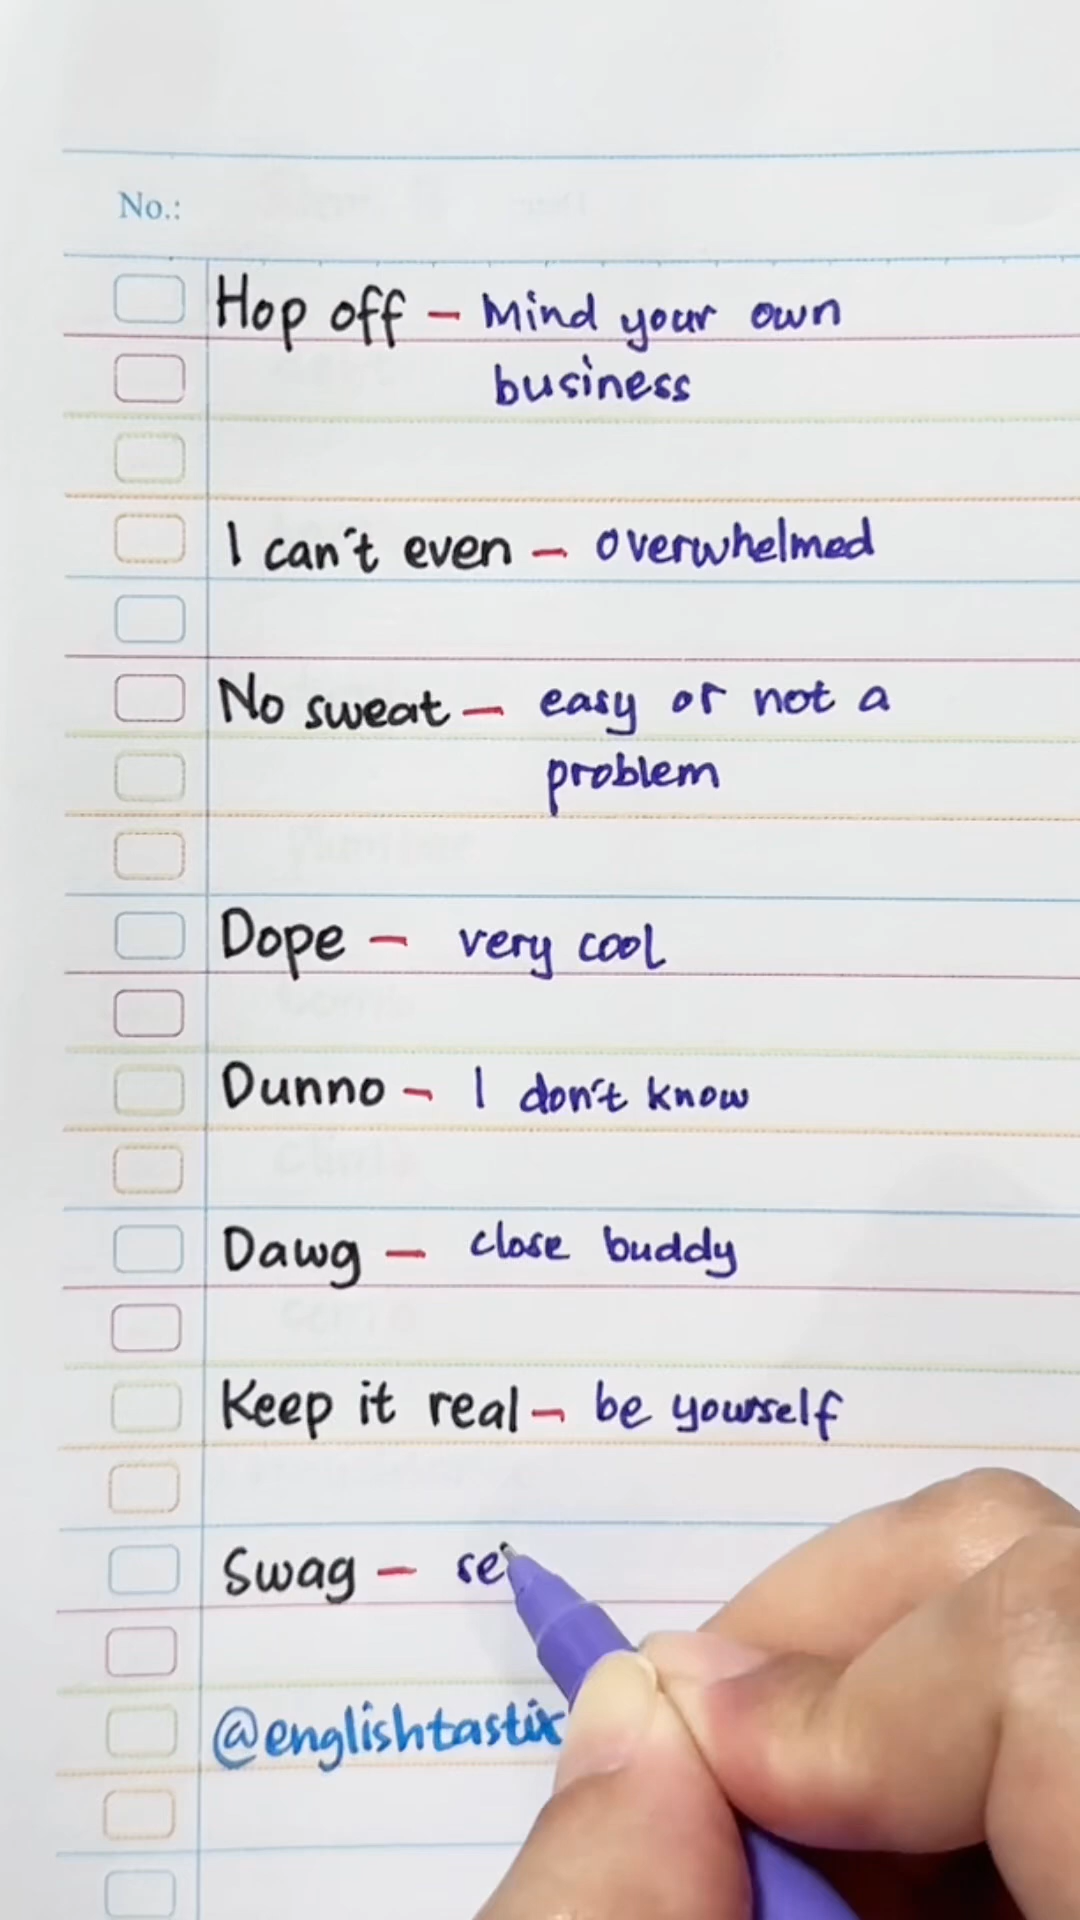 No.:
Hop off – Mind your own
business
I can't even – overwhelmed
No sweat – easy or not a
problem
Dope – very cool
Dunno – I don't know
Dawg – close buddy
Keep it real – be yourself
Swag – se
@englishtastix